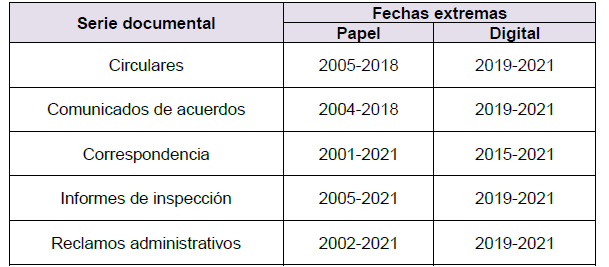 Serie documental Fechas extremas
Papel Digital
Circulares 2005-2018 2019-2021
Comunicados de acuerdos 2004-2018 2019-2021
Correspondencia 2001-2021 2015-2021
Informes de inspección 2005-2021 2019-2021
Reclamos administrativos 2002-2021 2019-2021